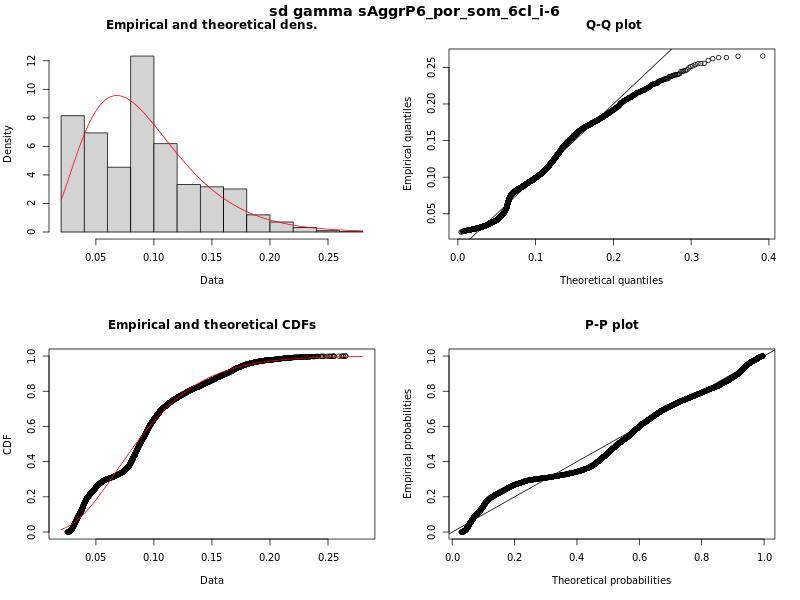 sd gamma sAggrP6_por_som_6cl_i-6
Empirical and theoretical dens.
Density
0 2 4 6 8 10 12
0.05 0.10 0.15 0.20 0.25
Data
Q-Q plot
Empirical quantiles
0.05 0.10 0.15 0.20 0.25
0.0 0.1 0.2 0.3 0.4
Theoretical quantiles
Empirical and theoretical CDFs
CDF
0.0 0.2 0.4 0.6 0.8 1.0
0.05 0.10 0.15 0.20 0.25
Data
P-P plot
Empirical probabilities
0.0 0.2 0.4 0.6 0.8 1.0
0.0 0.2 0.4 0.6 0.8 1.0
Theoretical probabilities